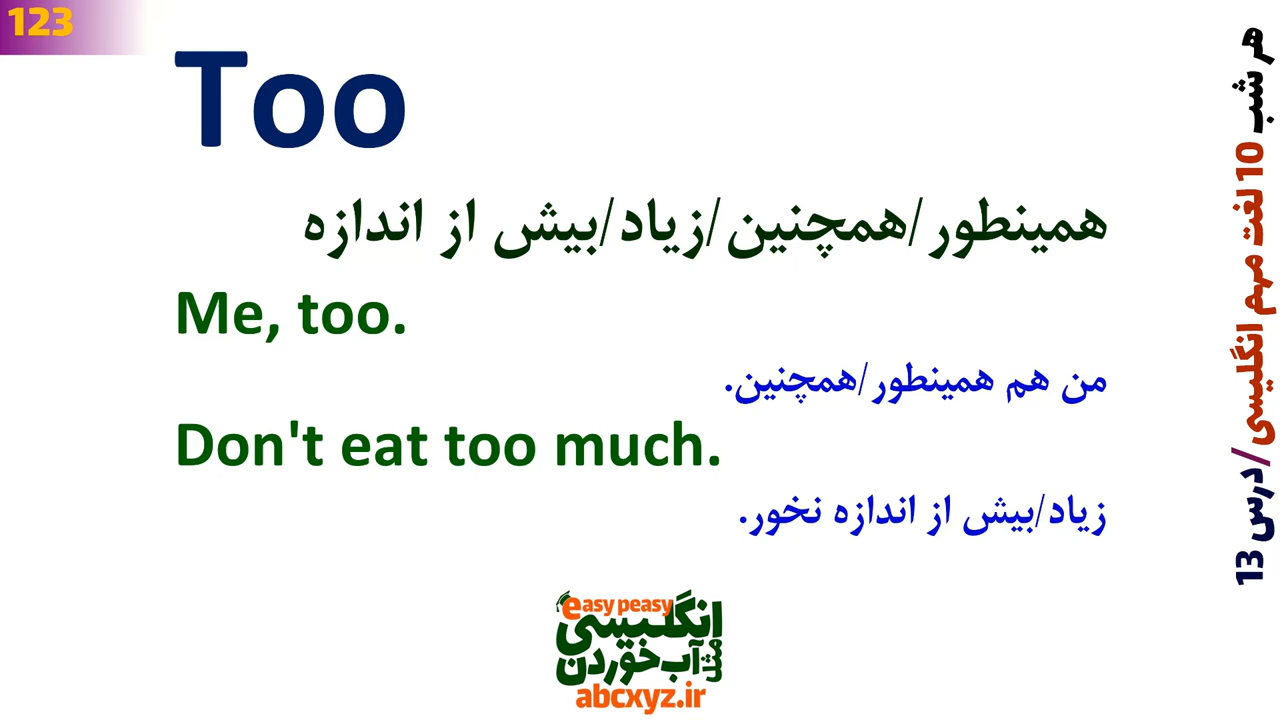 123
Too
همینطور/همچنین/زیاد/بیش از اندازه
Me, too.
من هم همینطور/همچنین.
Don't eat too much.
زیاد/بیش از اندازه نخور.
هر شب 10 لغت مهم انگلیسی/درس 13
easy peasy
انگلیسی
مثل آب خوردن
abcxyz.ir